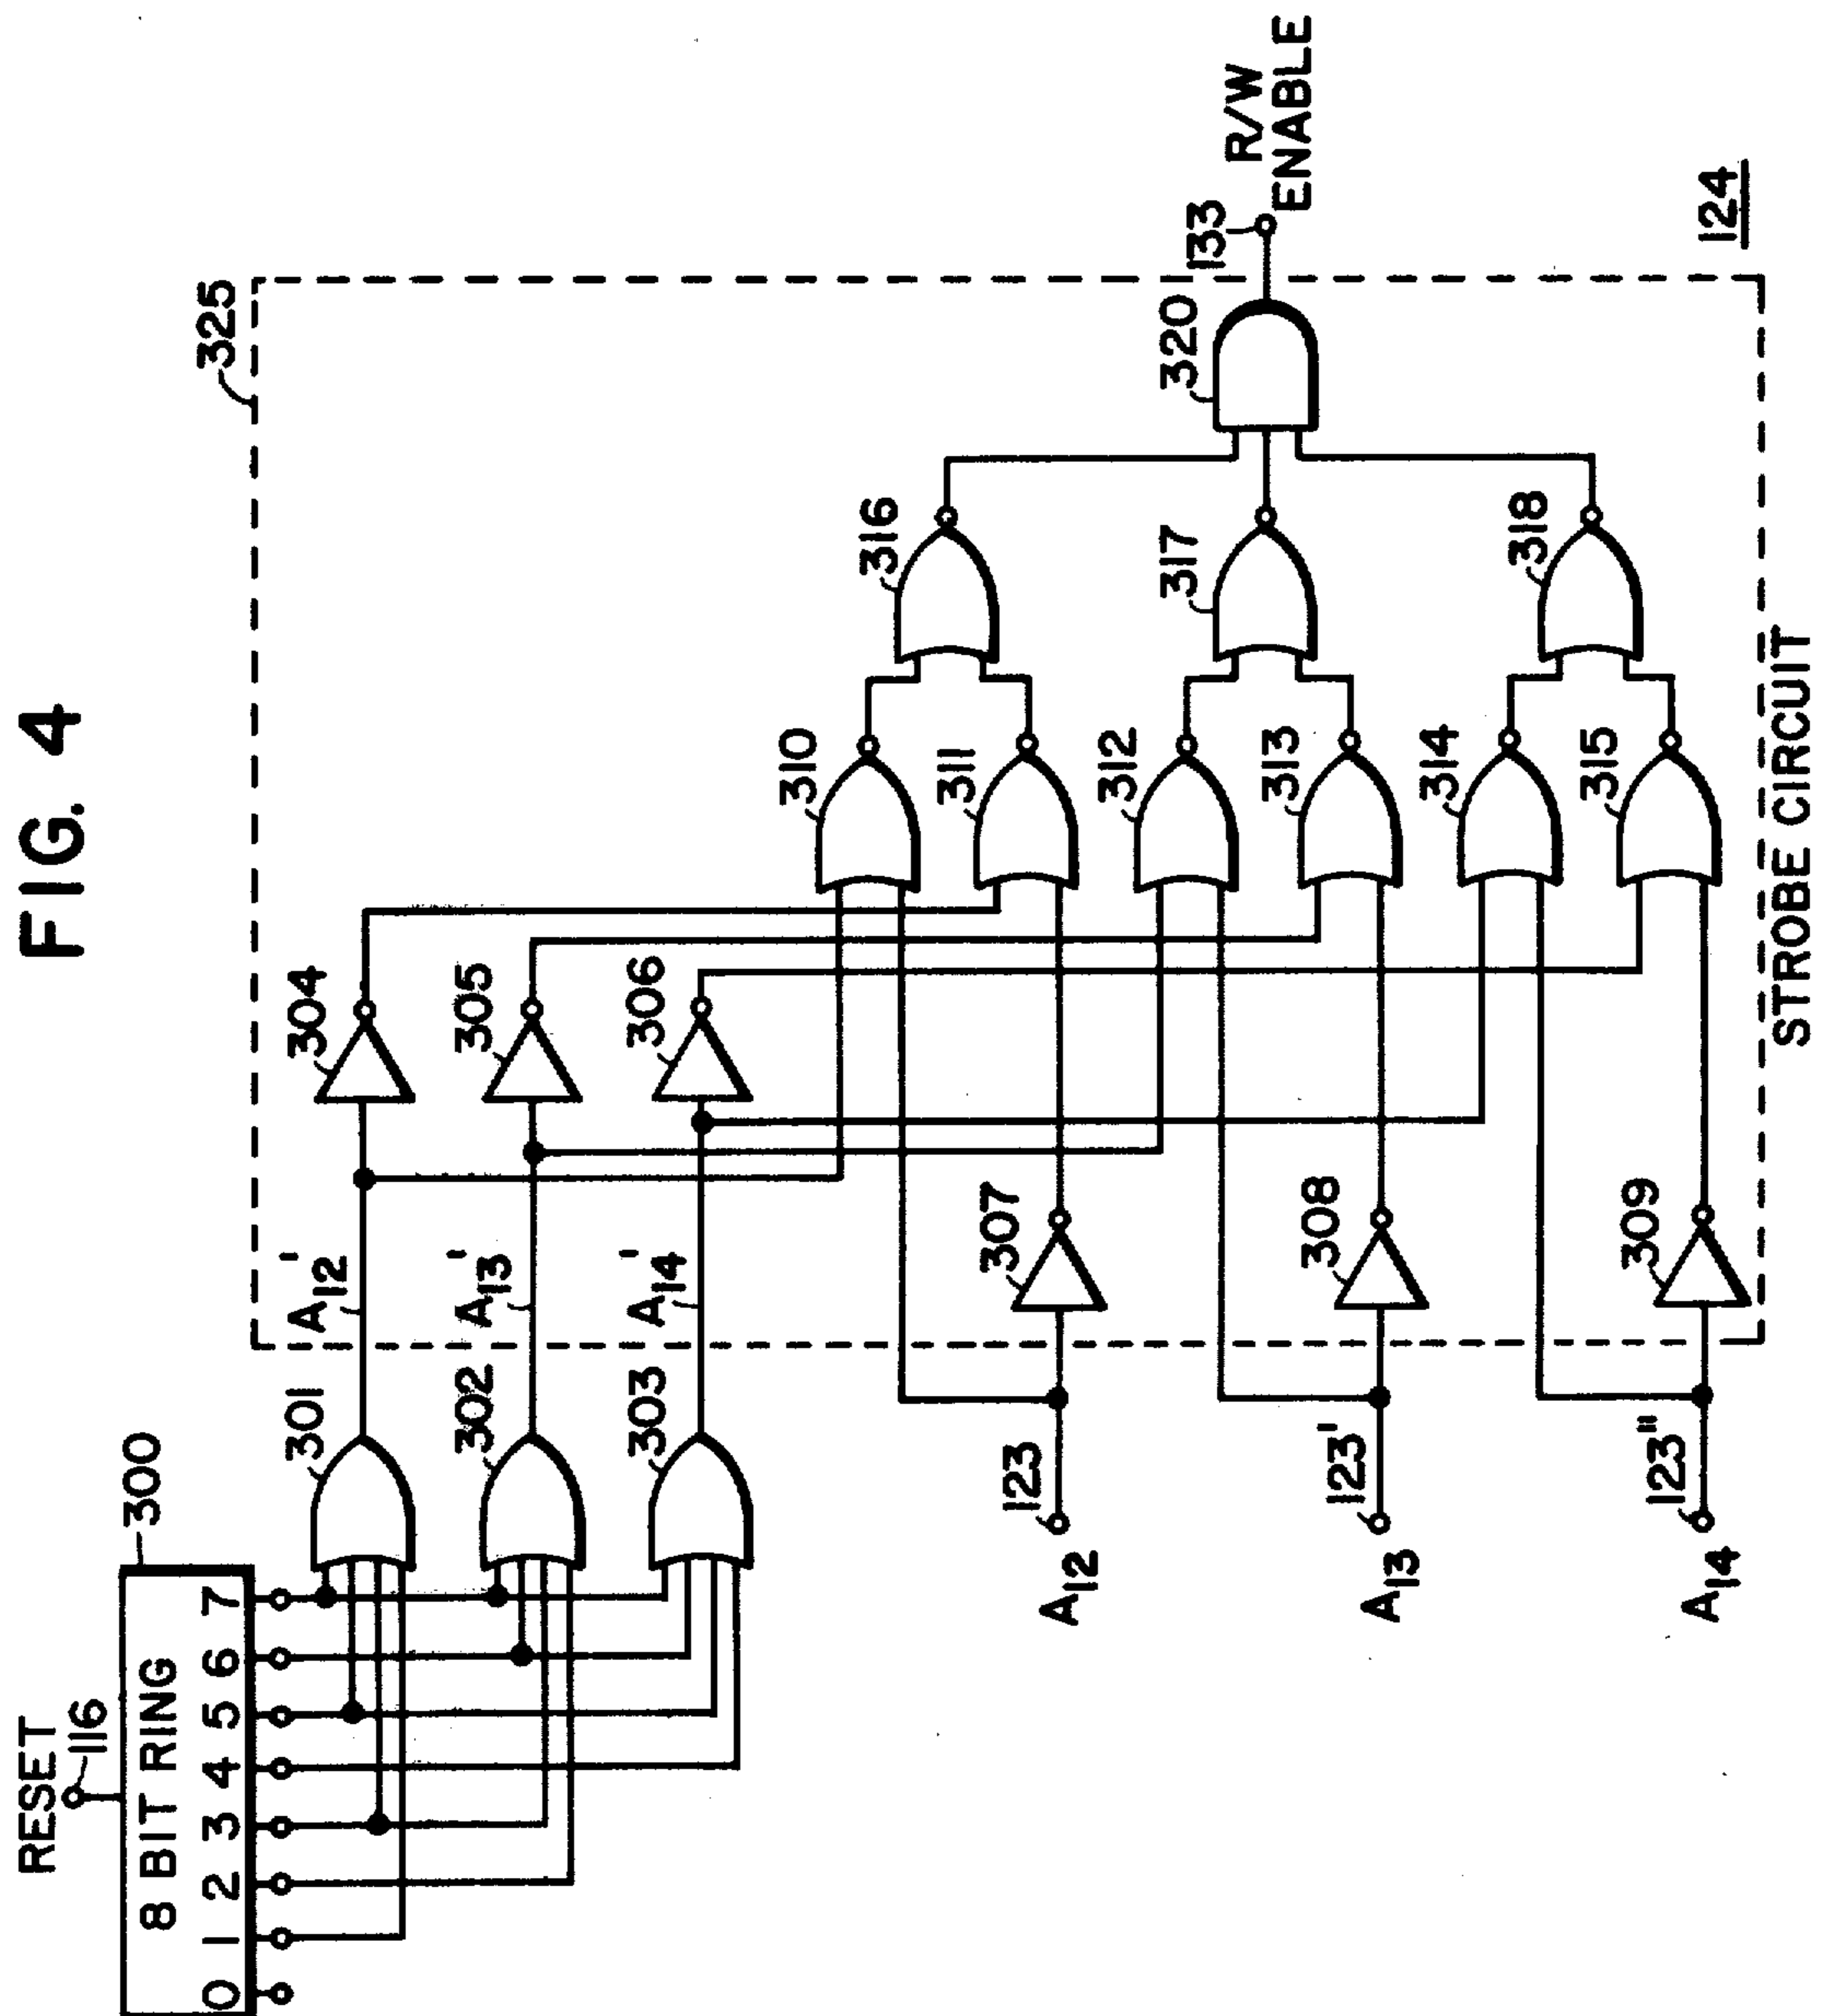 FIG. 4
RESET
116
300
8 BIT RING
0 1 2 3 4 5 6 7
301
302
303
A12'
A13'
A14'
304
305
306
325
123
A12
123'
A13
123"
A14
307
308
309
310
311
312
313
314
315
316
317
318
320
133
R/W
ENABLE
STROBE CIRCUIT
124